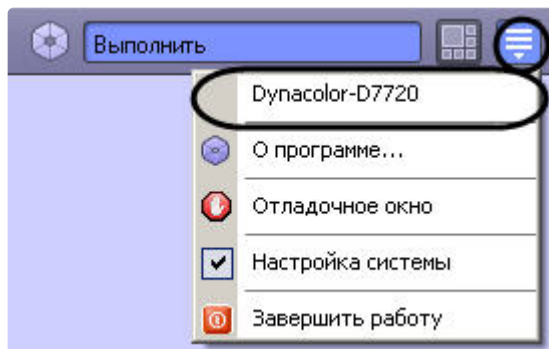 Выполнить
Dynacolor-D7720
О программе...
Отладочное окно
Настройка системы
Завершить работу